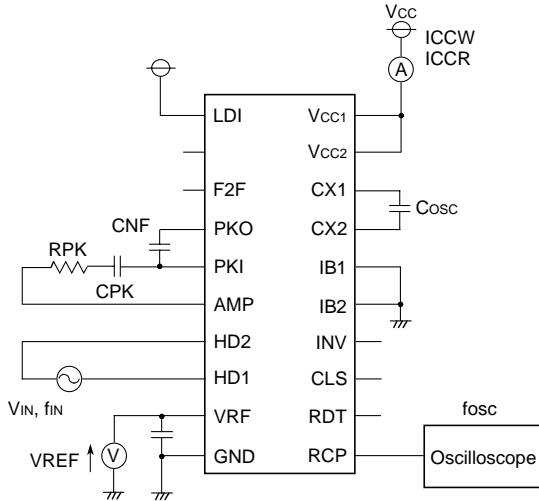 VCC
ICCW
ICCR
A
LDI
VCC1
VCC2
F2F
CX1
CNF
COSC
PKO
CX2
RPK
PKI
IB1
CPK
AMP
IB2
HD2
INV
HD1
CLS
VIN, fIN
VRF
RDT
fosc
VREF
V
GND
RCP
Oscilloscope